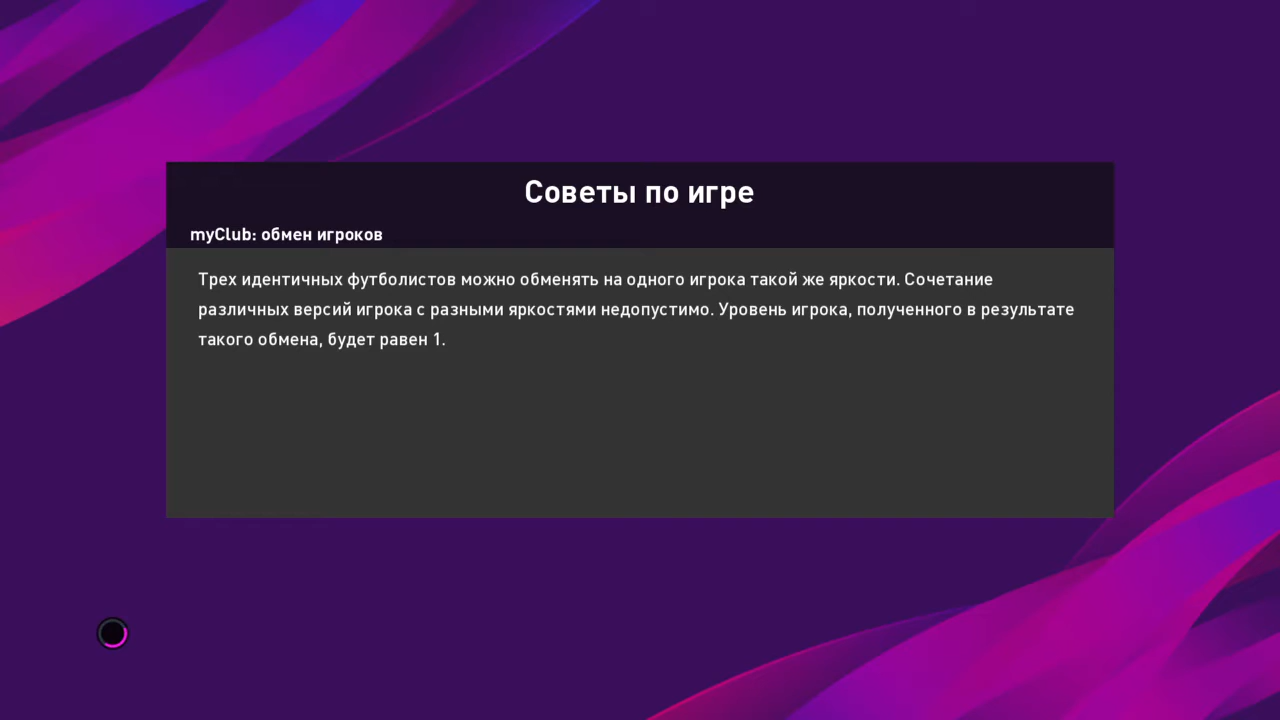 Советы по игре
myClub: обмен игроков
Трех идентичных футболистов можно обменять на одного игрока такой же яркости. Сочетание
различных версий игрока с разными яркостями недопустимо. Уровень игрока, полученного в результате
такого обмена, будет равен 1.